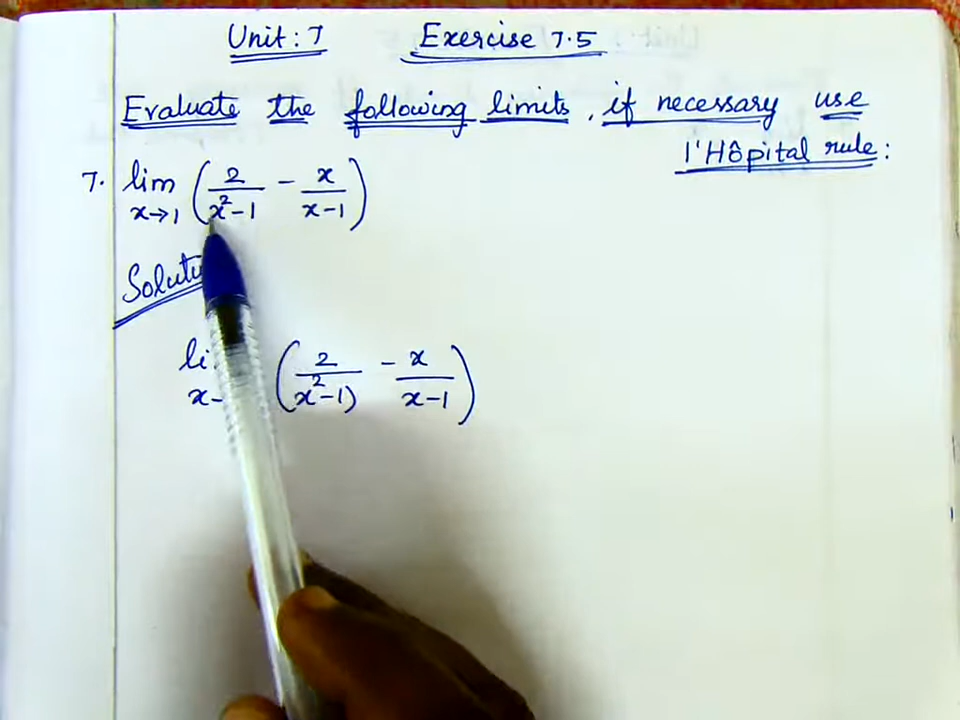 Unit : 7 Exercise 7.5
Evaluate the following limits, if necessary use
l'Hôpital rule :
7. lim x→1 (2/(x²-1) - x/(x-1))
li x- (2/(x²-1) - x/(x-1))